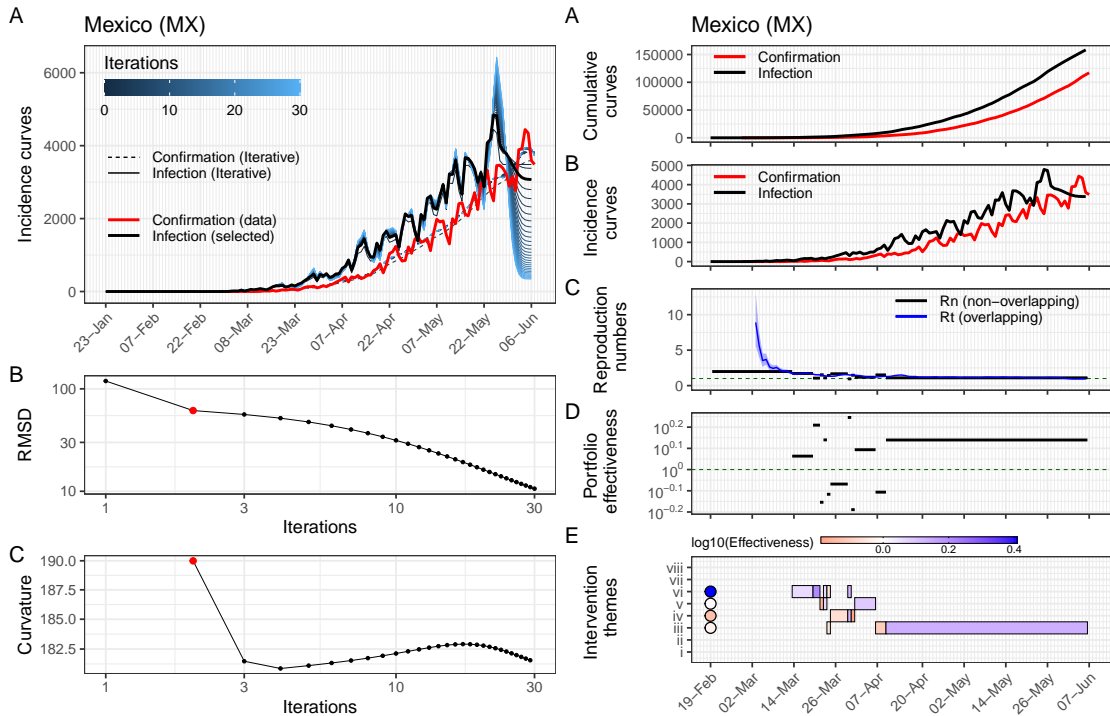 A
Mexico (MX)
Iterations
0
10
20
30
Confirmation (Iterative)
Infection (Iterative)
Confirmation (data)
Infection (selected)
Incidence curves
6000
4000
2000
0
23−Jan
07−Feb
22−Feb
08−Mar
23−Mar
07−Apr
22−Apr
07−May
22−May
06−Jun
B
RMSD
100
30
10
1
3
10
30
Iterations
C
Curvature
190.0
187.5
185.0
182.5
1
3
10
30
Iterations
A
Mexico (MX)
Cumulative
curves
150000
100000
50000
0
Confirmation
Infection
B
Incidence
curves
5000
4000
3000
2000
1000
0
Confirmation
Infection
C
Reproduction
numbers
10
5
0
Rn (non−overlapping)
Rt (overlapping)
D
Portfolio
effectiveness
10^0.2
10^0.1
10^0
10^−0.1
10^−0.2
E
log10(Effectiveness)
0.0
0.2
0.4
Intervention
themes
viii
vii
vi
v
iv
iii
ii
i
19−Feb
02−Mar
14−Mar
26−Mar
07−Apr
20−Apr
02−May
14−May
26−May
07−Jun